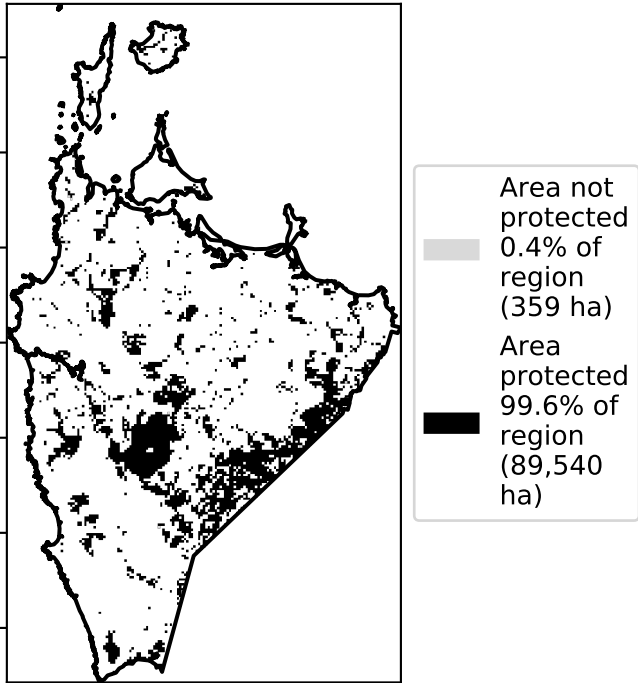 Area not
protected
0.4% of
region
(359 ha)
Area
protected
99.6% of
region
(89,540
ha)